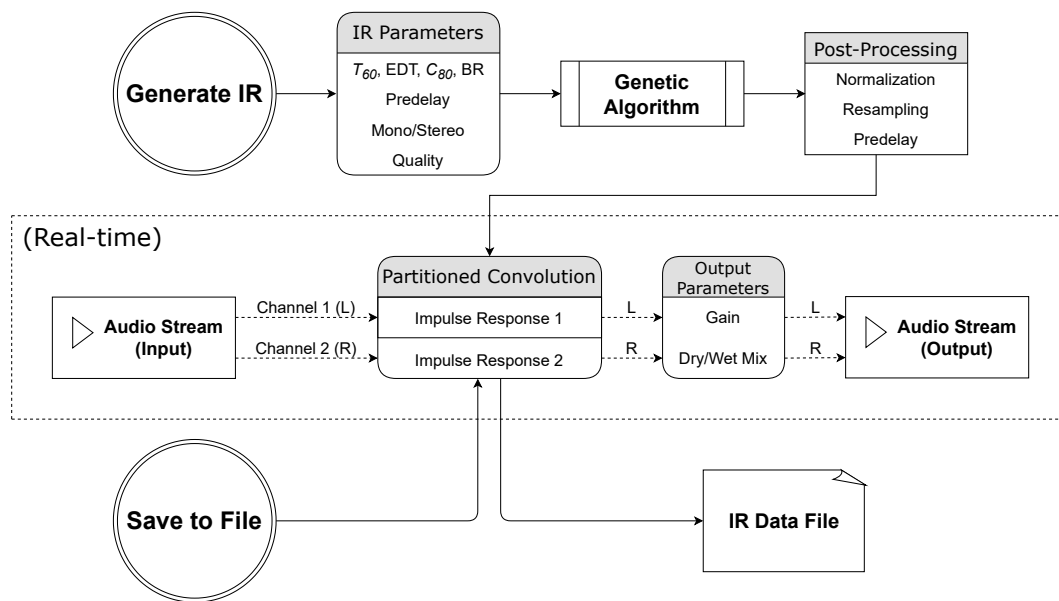 Generate IR
IR Parameters
T60, EDT, C80, BR
Predelay
Mono/Stereo
Quality
Genetic
Algorithm
Post-Processing
Normalization
Resampling
Predelay
(Real-time)
Audio Stream
(Input)
Channel 1 (L)
Channel 2 (R)
Partitioned Convolution
Impulse Response 1
Impulse Response 2
L
R
Output
Parameters
Gain
Dry/Wet Mix
L
R
Audio Stream
(Output)
Save to File
IR Data File